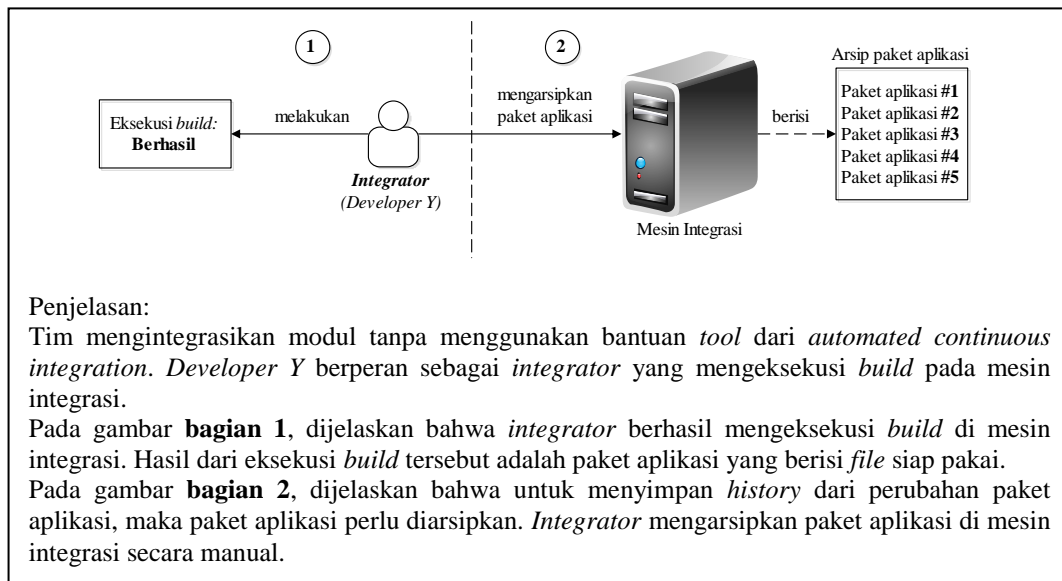 1
2
Arsip paket aplikasi
Eksekusi build:
Berhasil
melakukan
mengarsipkan
paket aplikasi
berisi
Paket aplikasi #1
Paket aplikasi #2
Paket aplikasi #3
Paket aplikasi #4
Paket aplikasi #5
Integrator
(Developer Y)
Mesin Integrasi
Penjelasan:
Tim mengintegrasikan modul tanpa menggunakan bantuan tool dari automated continuous
integration. Developer Y berperan sebagai integrator yang mengeksekusi build pada mesin
integrasi.
Pada gambar bagian 1, dijelaskan bahwa integrator berhasil mengeksekusi build di mesin
integrasi. Hasil dari eksekusi build tersebut adalah paket aplikasi yang berisi file siap pakai.
Pada gambar bagian 2, dijelaskan bahwa untuk menyimpan history dari perubahan paket
aplikasi, maka paket aplikasi perlu diarsipkan. Integrator mengarsipkan paket aplikasi di mesin
integrasi secara manual.